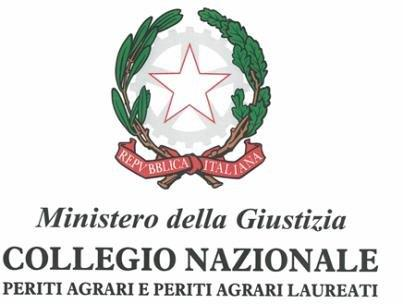 REPVBBLICA ITALIANA
Ministero della Giustizia
COLLEGIO NAZIONALE
PERITI AGRARI E PERITI AGRARI LAUREATI